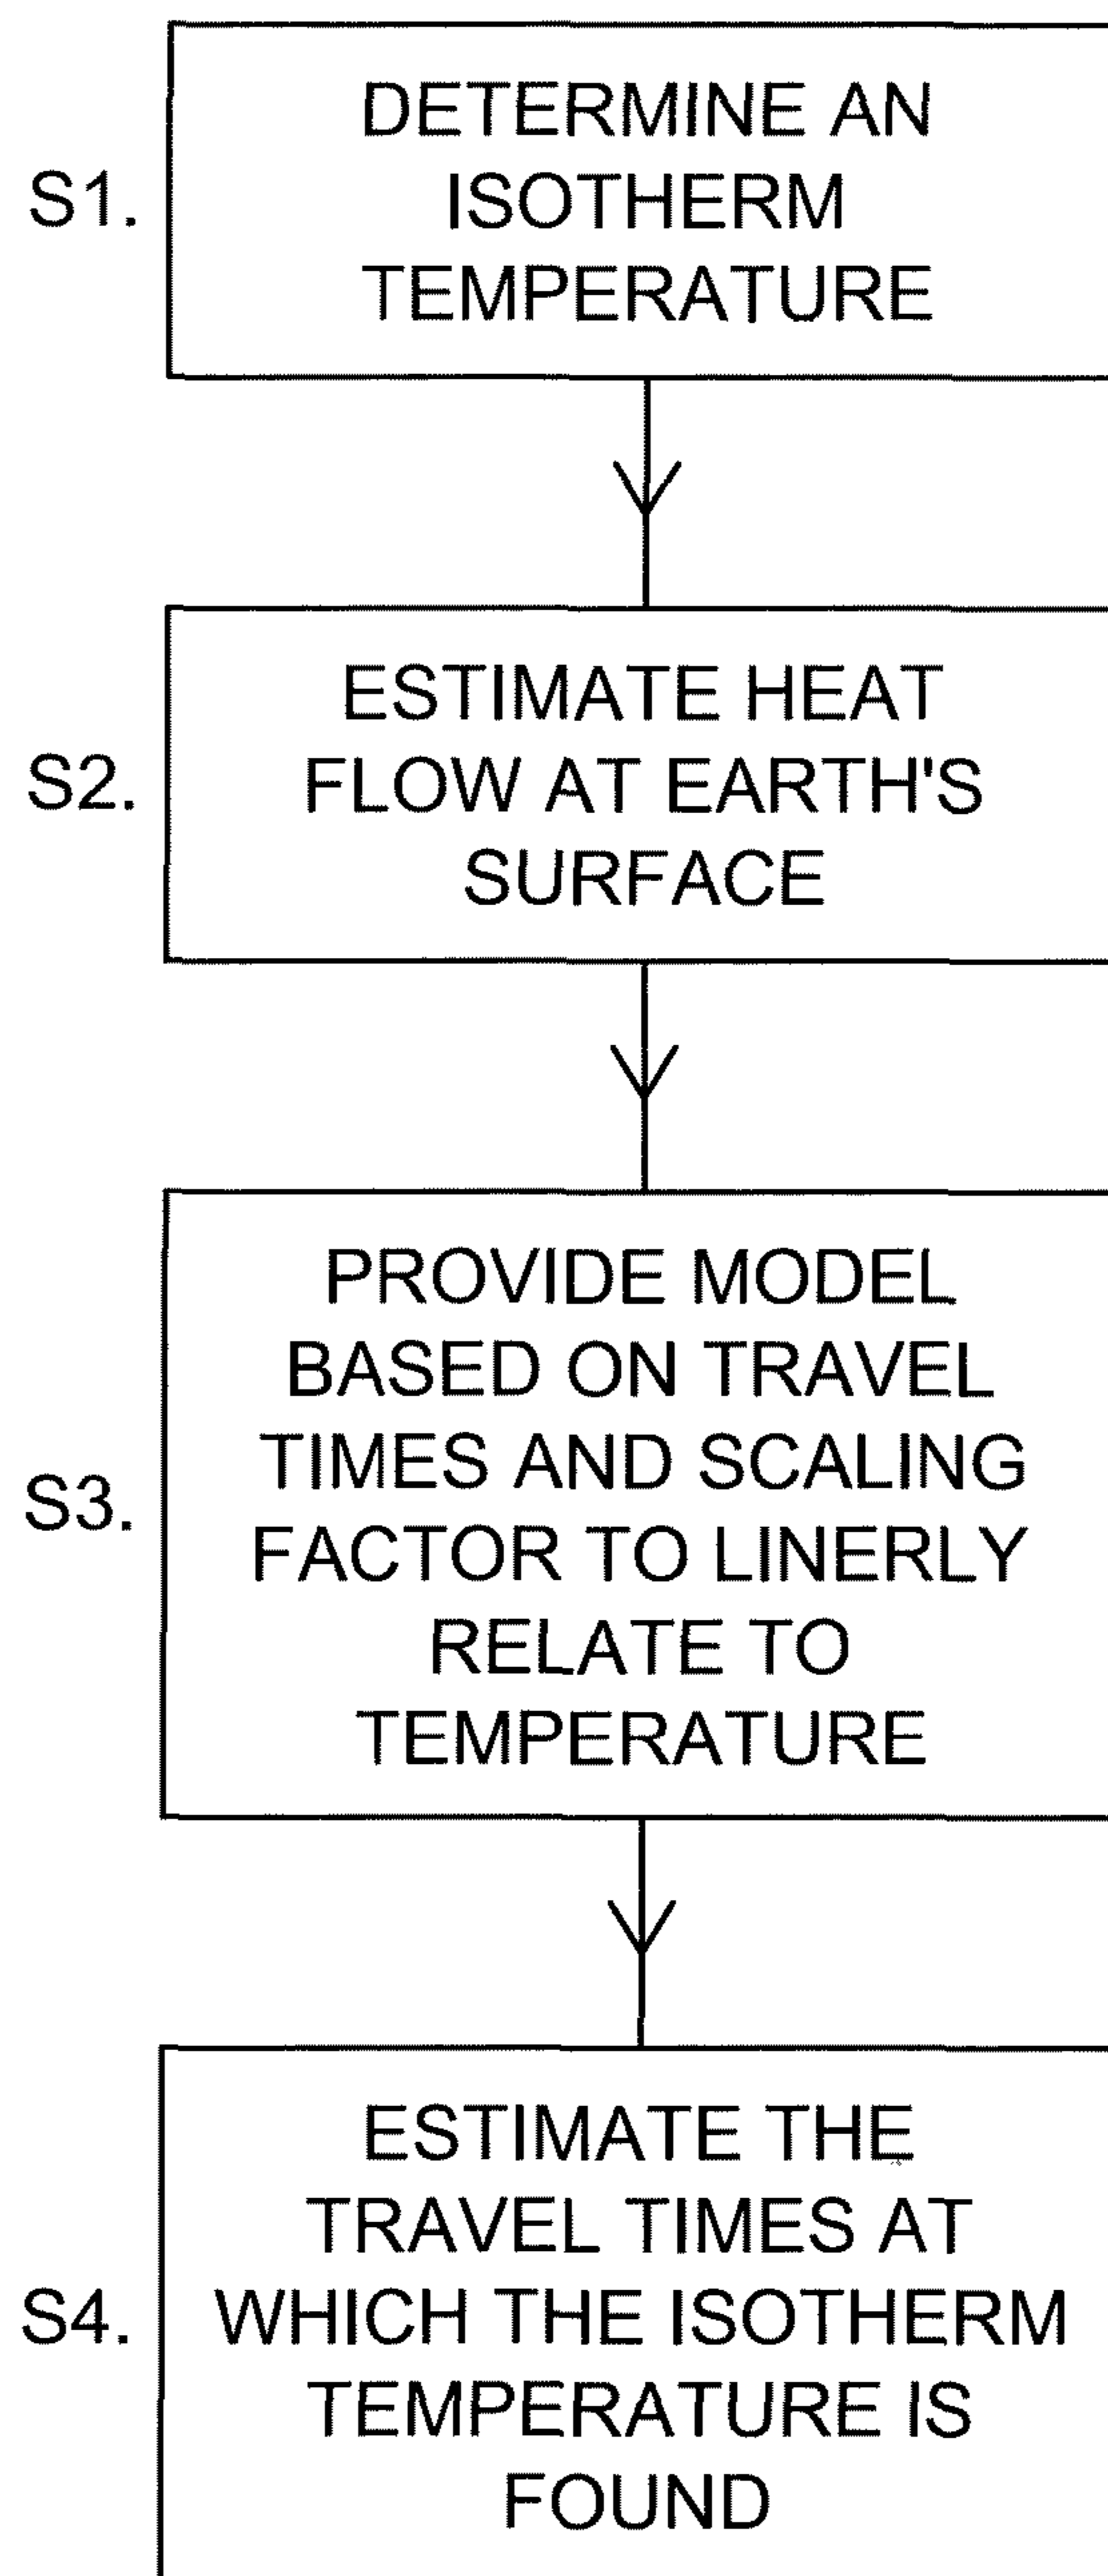 DETERMINE AN
S1. ISOTHERM
TEMPERATURE
ESTIMATE HEAT
S2. FLOW AT EARTH'S
SURFACE
PROVIDE MODEL
BASED ON TRAVEL
TIMES AND SCALING
S3. FACTOR TO LINERLY
RELATE TO
TEMPERATURE
ESTIMATE THE
TRAVEL TIMES AT
S4. WHICH THE ISOTHERM
TEMPERATURE IS
FOUND